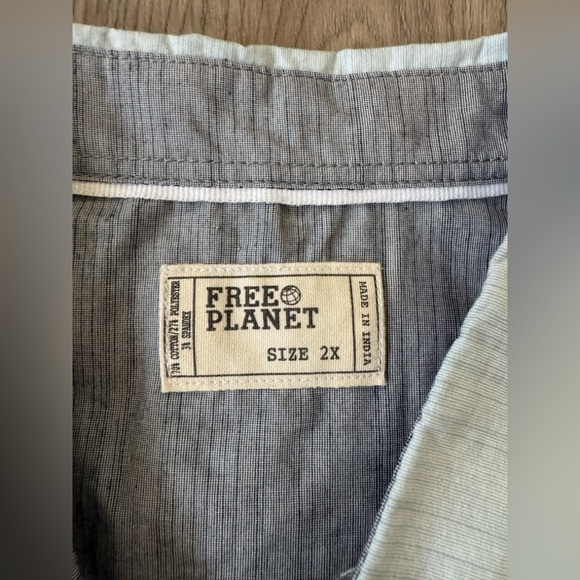 70% COTTON/27% POLYESTER
3% SPANDEX
FREE
PLANET
SIZE 2X
MADE IN INDIA